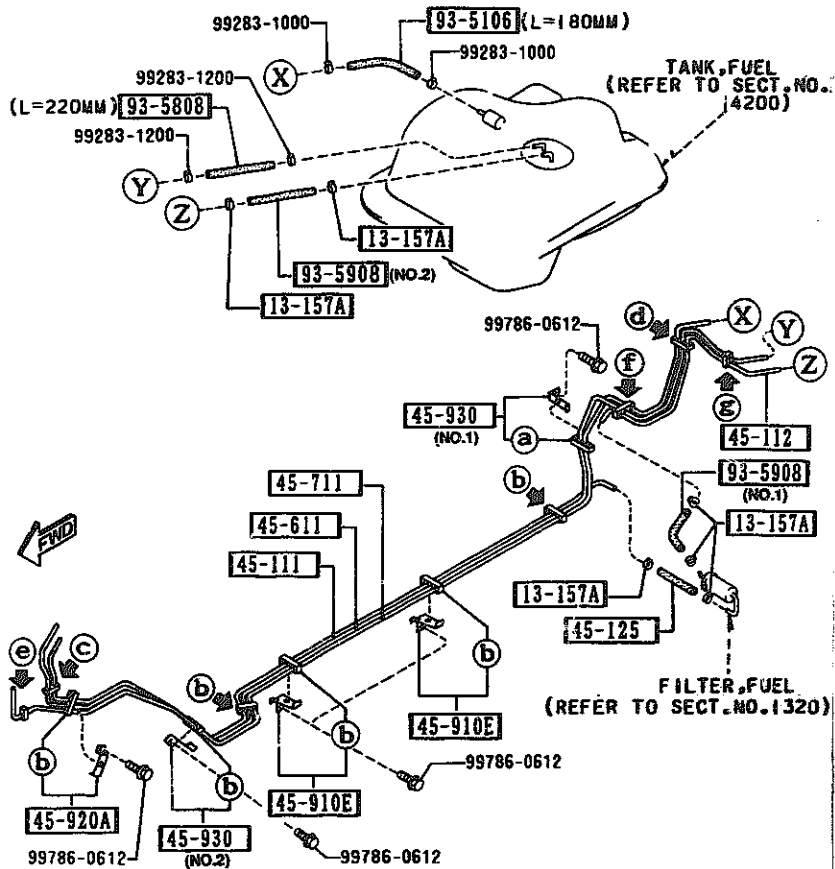 99283-1000
93-5106 (L=180MM)
99283-1000
X
99283-1200
TANK,FUEL
(REFER TO SECT.NO.
4200)
(L=220MM) 93-5808
99283-1200
Y
Z
13-157A
93-5908 (NO.2)
13-157A
99786-0612
d
X
Y
f
Z
g
45-930
(NO.1)
a
45-112
b
93-5908
(NO.1)
45-711
13-157A
45-611
FWD
45-111
13-157A
45-125
e
c
b
b
FILTER,FUEL
(REFER TO SECT.NO.1320)
45-910E
b
b
b
99786-0612
45-910E
45-920A
45-930
(NO.2)
99786-0612
99786-0612